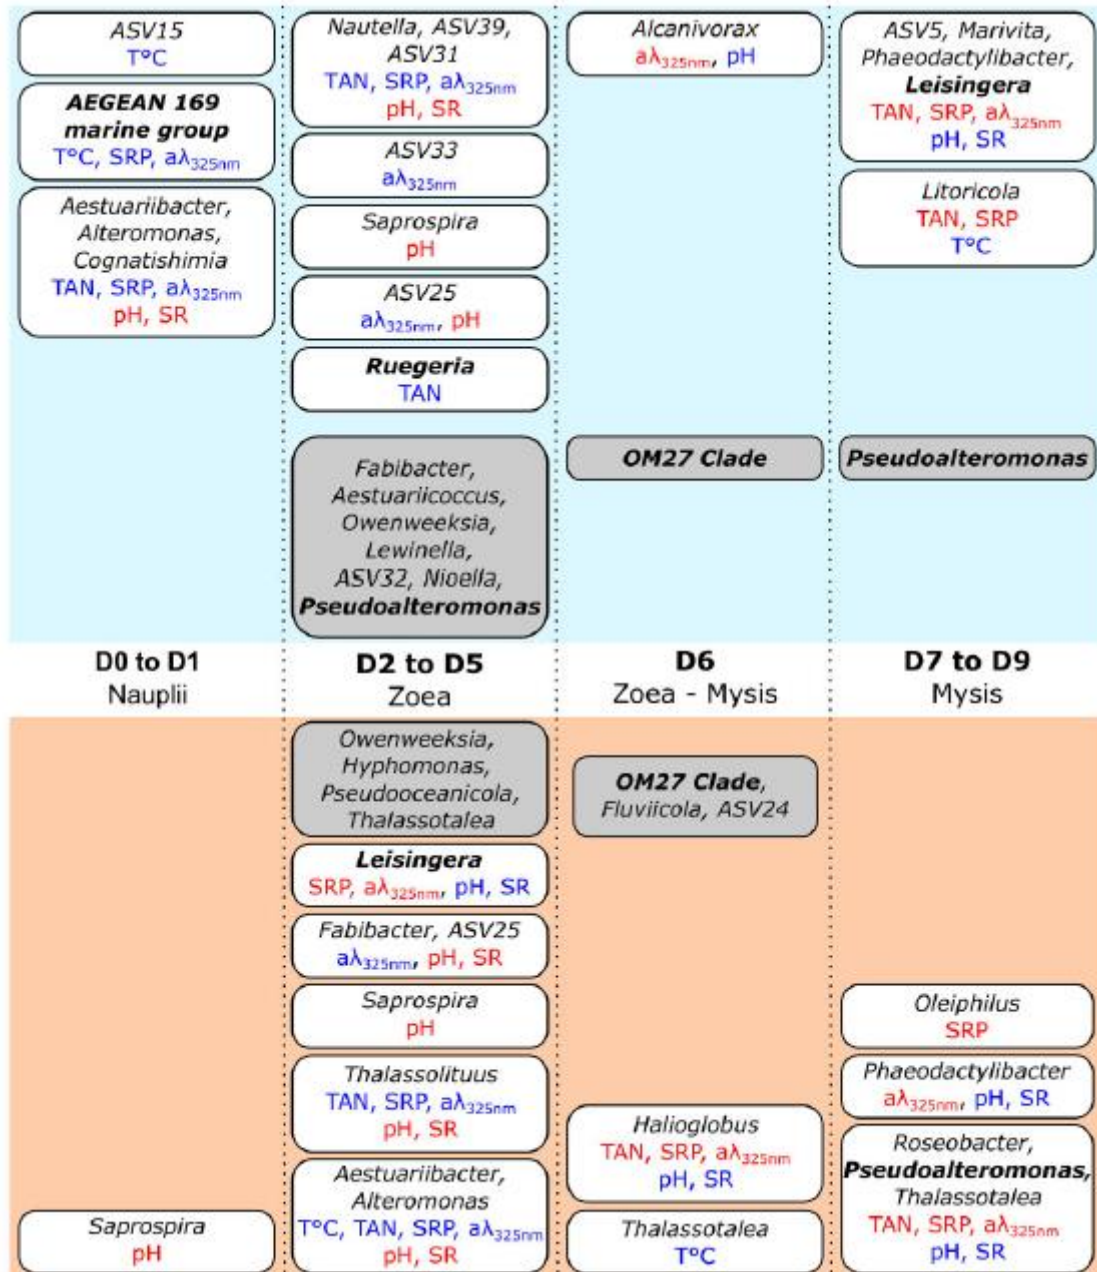 ASV15
T°C
AEGEAN 169
marine group
T°C, SRP, aλ325nm
Aestuariibacter,
Alteromonas,
Cognatishimia
TAN, SRP, aλ325nm
pH, SR
Nautella, ASV39,
ASV31
TAN, SRP, aλ325nm
pH, SR
ASV33
aλ325nm
Saprospira
pH
ASV25
aλ325nm, pH
Ruegeria
TAN
Fabibacter,
Aestuariicoccus,
Owenweeksia,
Lewinella,
ASV32, Nioella,
Pseudoalteromonas
Alcanivorax
aλ325nm, pH
OM27 Clade
ASV5, Marivita,
Phaeodactylibacter,
Leisingera
TAN, SRP, aλ325nm
pH, SR
Litoricola
TAN, SRP
T°C
Pseudoalteromonas
D0 to D1
Nauplii
D2 to D5
Zoea
D6
Zoea - Mysis
D7 to D9
Mysis
Saprospira
pH
Owenweeksia,
Hyphomonas,
Pseudooceanicola,
Thalassotalea
Leisingera
SRP, aλ325nm, pH, SR
Fabibacter, ASV25
aλ325nm, pH, SR
Saprospira
pH
Thalassolituus
TAN, SRP, aλ325nm
pH, SR
Aestuariibacter,
Alteromonas
T°C, TAN, SRP, aλ325nm
pH, SR
OM27 Clade,
Fluviicola, ASV24
Halioglobus
TAN, SRP, aλ325nm
pH, SR
Thalassotalea
T°C
Oleiphilus
SRP
Phaeodactylibacter
aλ325nm, pH, SR
Roseobacter,
Pseudoalteromonas,
Thalassotalea
TAN, SRP, aλ325nm
pH, SR